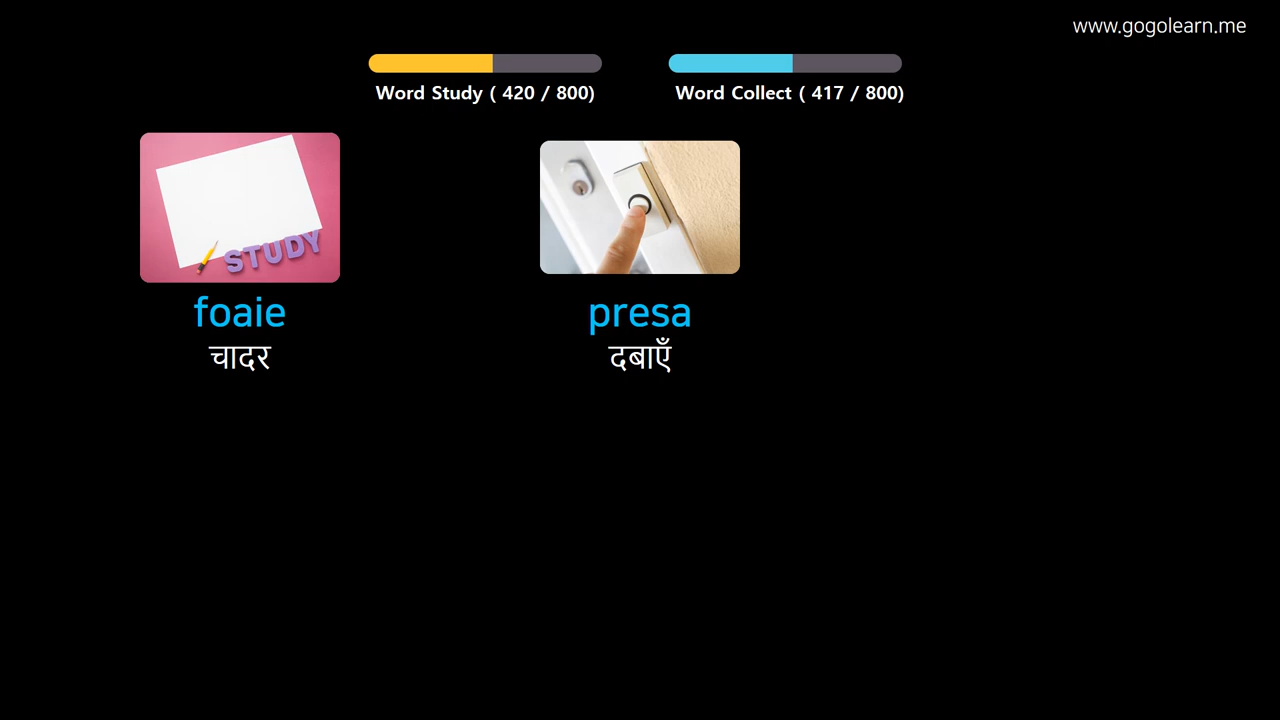 www.gogolearn.me
Word Study ( 420 / 800)
Word Collect ( 417 / 800)
STUDY
foaie
चादर
presa
दबाएँ